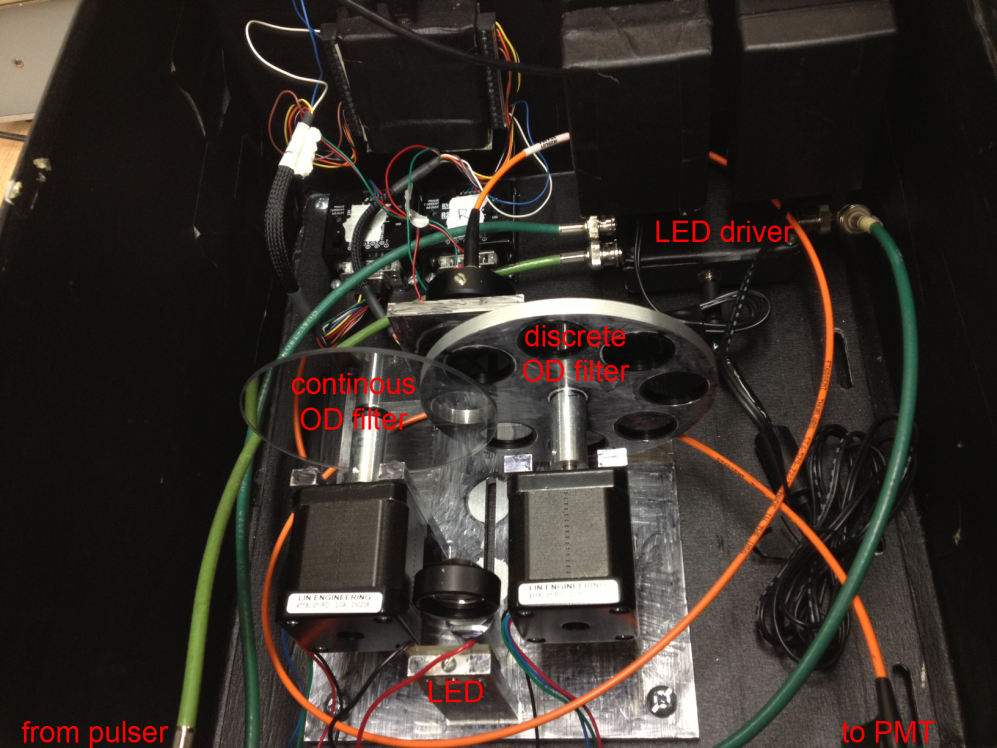 LED driver
discrete
OD filter
continous
OD filter
LIN ENGINEERING
LIN ENGINEERING
LED
from pulser
to PMT